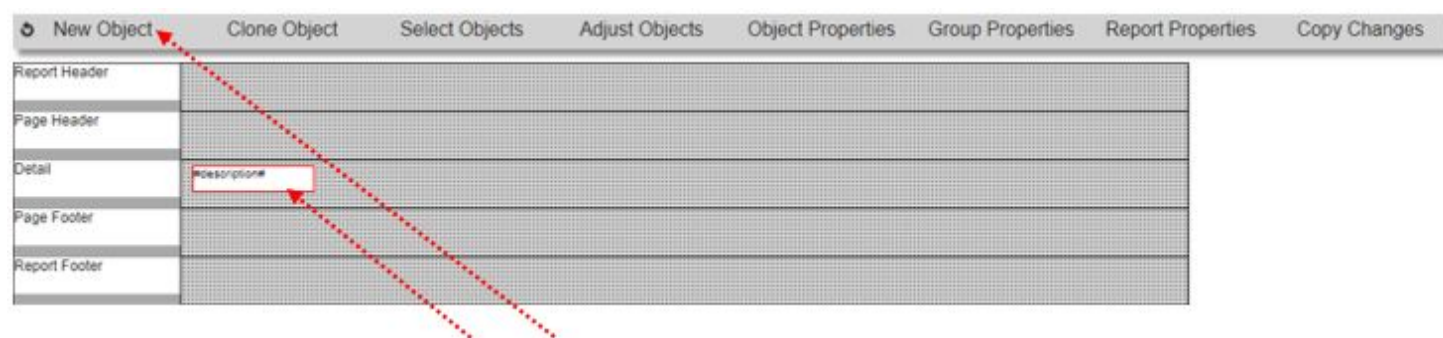 New Object Clone Object Select Objects Adjust Objects Object Properties Group Properties Report Properties Copy Changes
Report Header
Page Header
Detail
#description#
Page Footer
Report Footer